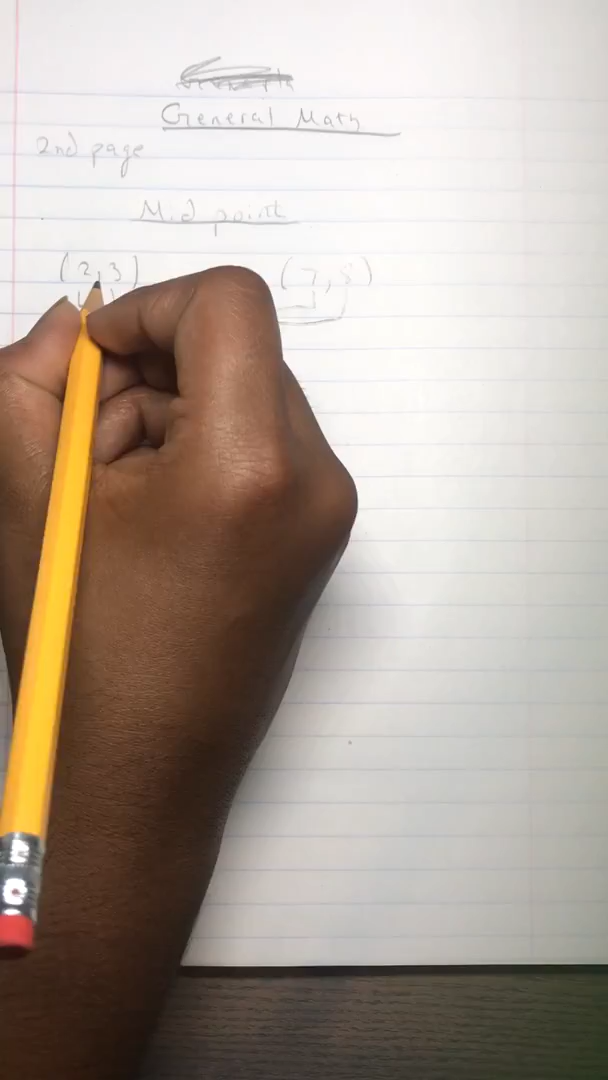 General Math
2nd page
Mid point
(2,3) (7,8)